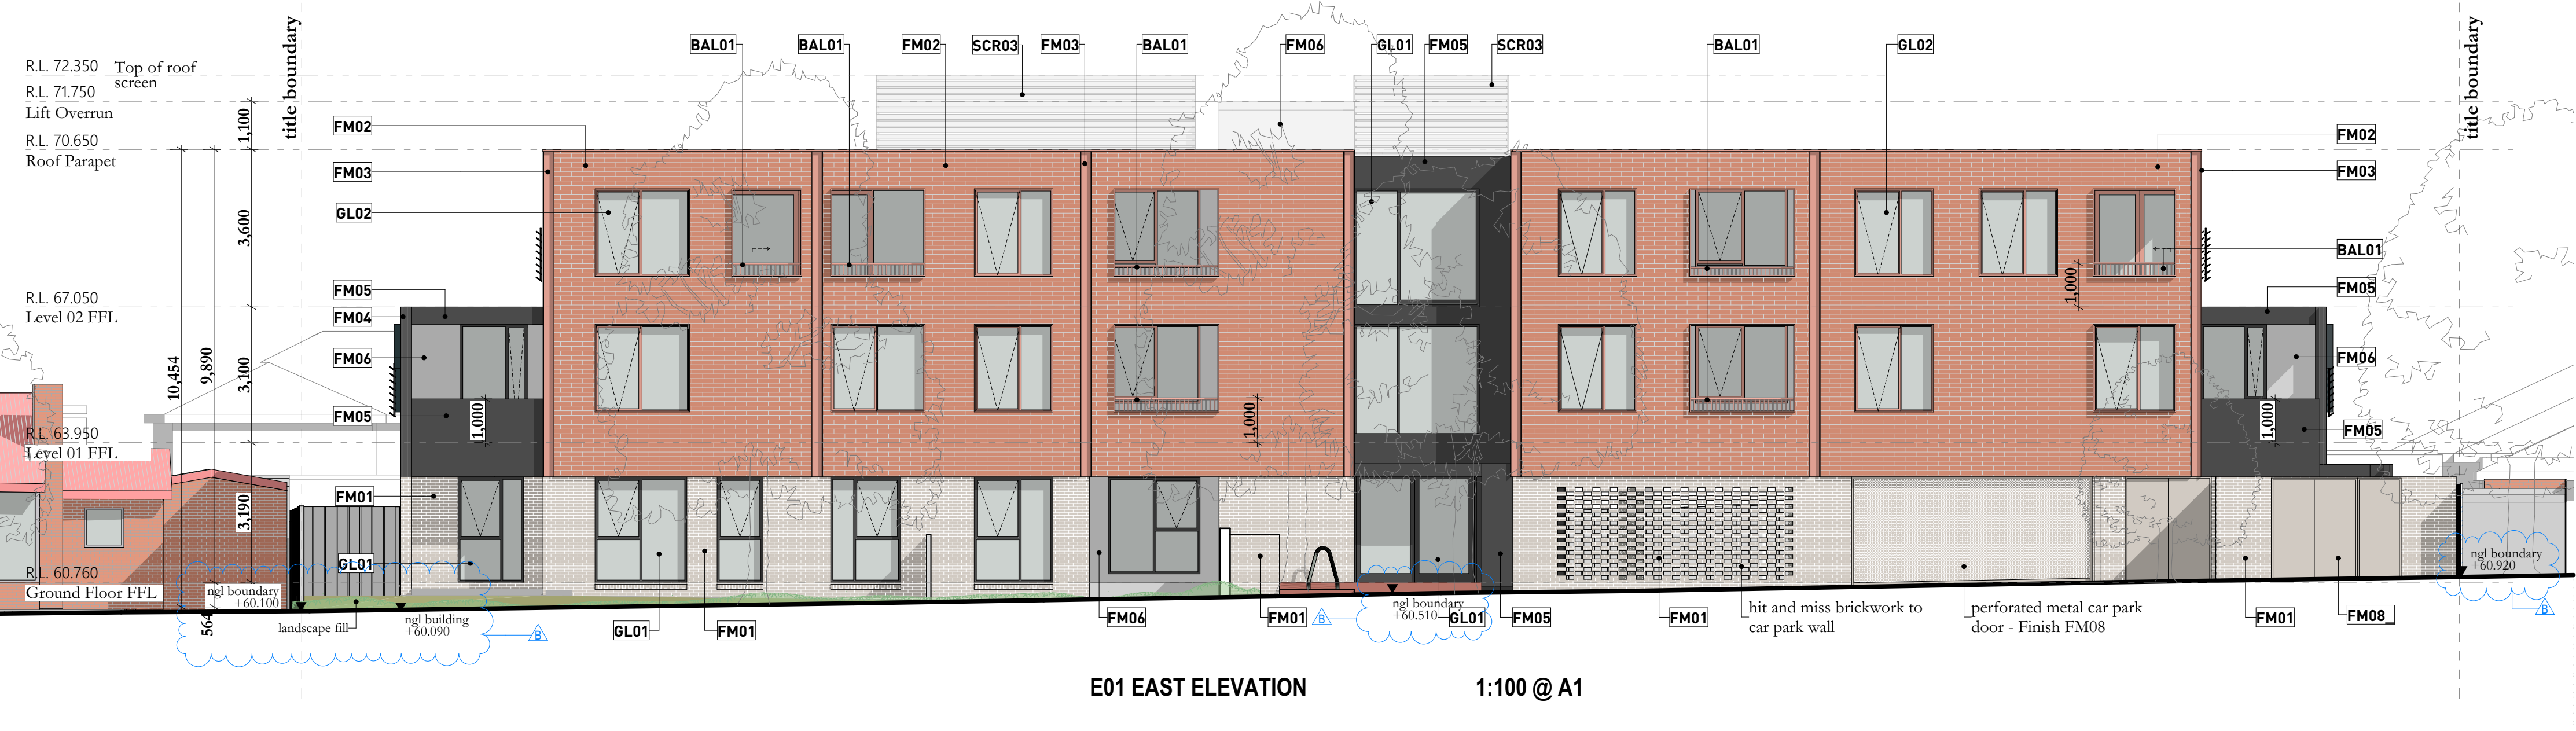 BAL01
BAL01
FM02
SCR03
FM03
BAL01
FM06
GL01
FM05
SCR03
BAL01
GL02
title boundary
title boundary
R.L. 72.350
Top of roof
screen
R.L. 71.750
Lift Overrun
R.L. 70.650
Roof Parapet
1,100
FM02
FM03
GL02
FM02
FM03
3,600
BAL01
1,000
FM05
FM04
FM06
FM05
R.L. 67.050
Level 02 FFL
FM05
FM06
FM05
10,454
9,890
3,100
1,000
1,000
1,000
R.L. 63.950
Level 01 FFL
FM01
3,190
GL01
R.L. 60.760
Ground Floor FFL
564
ngl boundary
+60.100
landscape fill
ngl building
+60.090
B
GL01
FM01
FM06
FM01
B
ngl boundary
+60.510
GL01
FM05
FM01
hit and miss brickwork to
car park wall
perforated metal car park
door - Finish FM08
FM01
FM08_
ngl boundary
+60.920
B
E01 EAST ELEVATION
1:100 @ A1